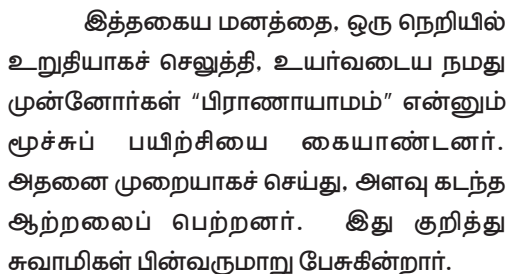 இத்தகைய மனத்தை, ஒரு நெறியில்
உறுதியாகச் செலுத்தி, உயர்வடைய நமது
முன்னோர்கள் “பிராணாயாமம்” என்னும்
மூச்சுப் பயிற்சியை கையாண்டனர்.
அதனை முறையாகச் செய்து, அளவு கடந்த
ஆற்றலைப் பெற்றனர். இது குறித்து
சுவாமிகள் பின்வருமாறு பேசுகின்றார்.